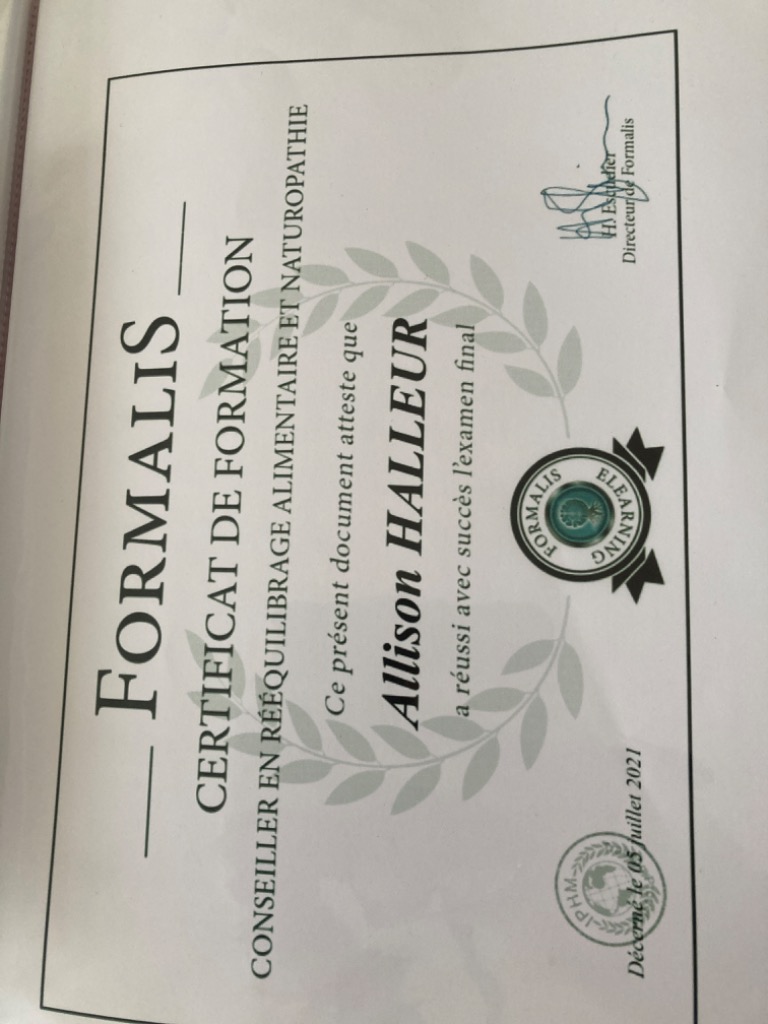 FORMALIS
CERTIFICAT DE FORMATION
CONSEILLER EN RÉÉQUILIBRAGE ALIMENTAIRE ET NATUROPATHIE
Ce présent document atteste que
Allison HALLEUR
a réussi avec succès l'examen final
FORMALIS ELEARNING
IPHM
Décerné le 05 juillet 2021
Directeur de Formalis